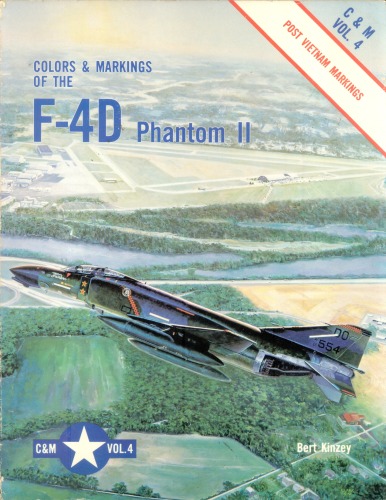 C & M
VOL. 4
POST VIETNAM MARKINGS
COLORS & MARKINGS
OF THE
F-4D Phantom II
DO
554
Bert Kinzey
C&M VOL.4